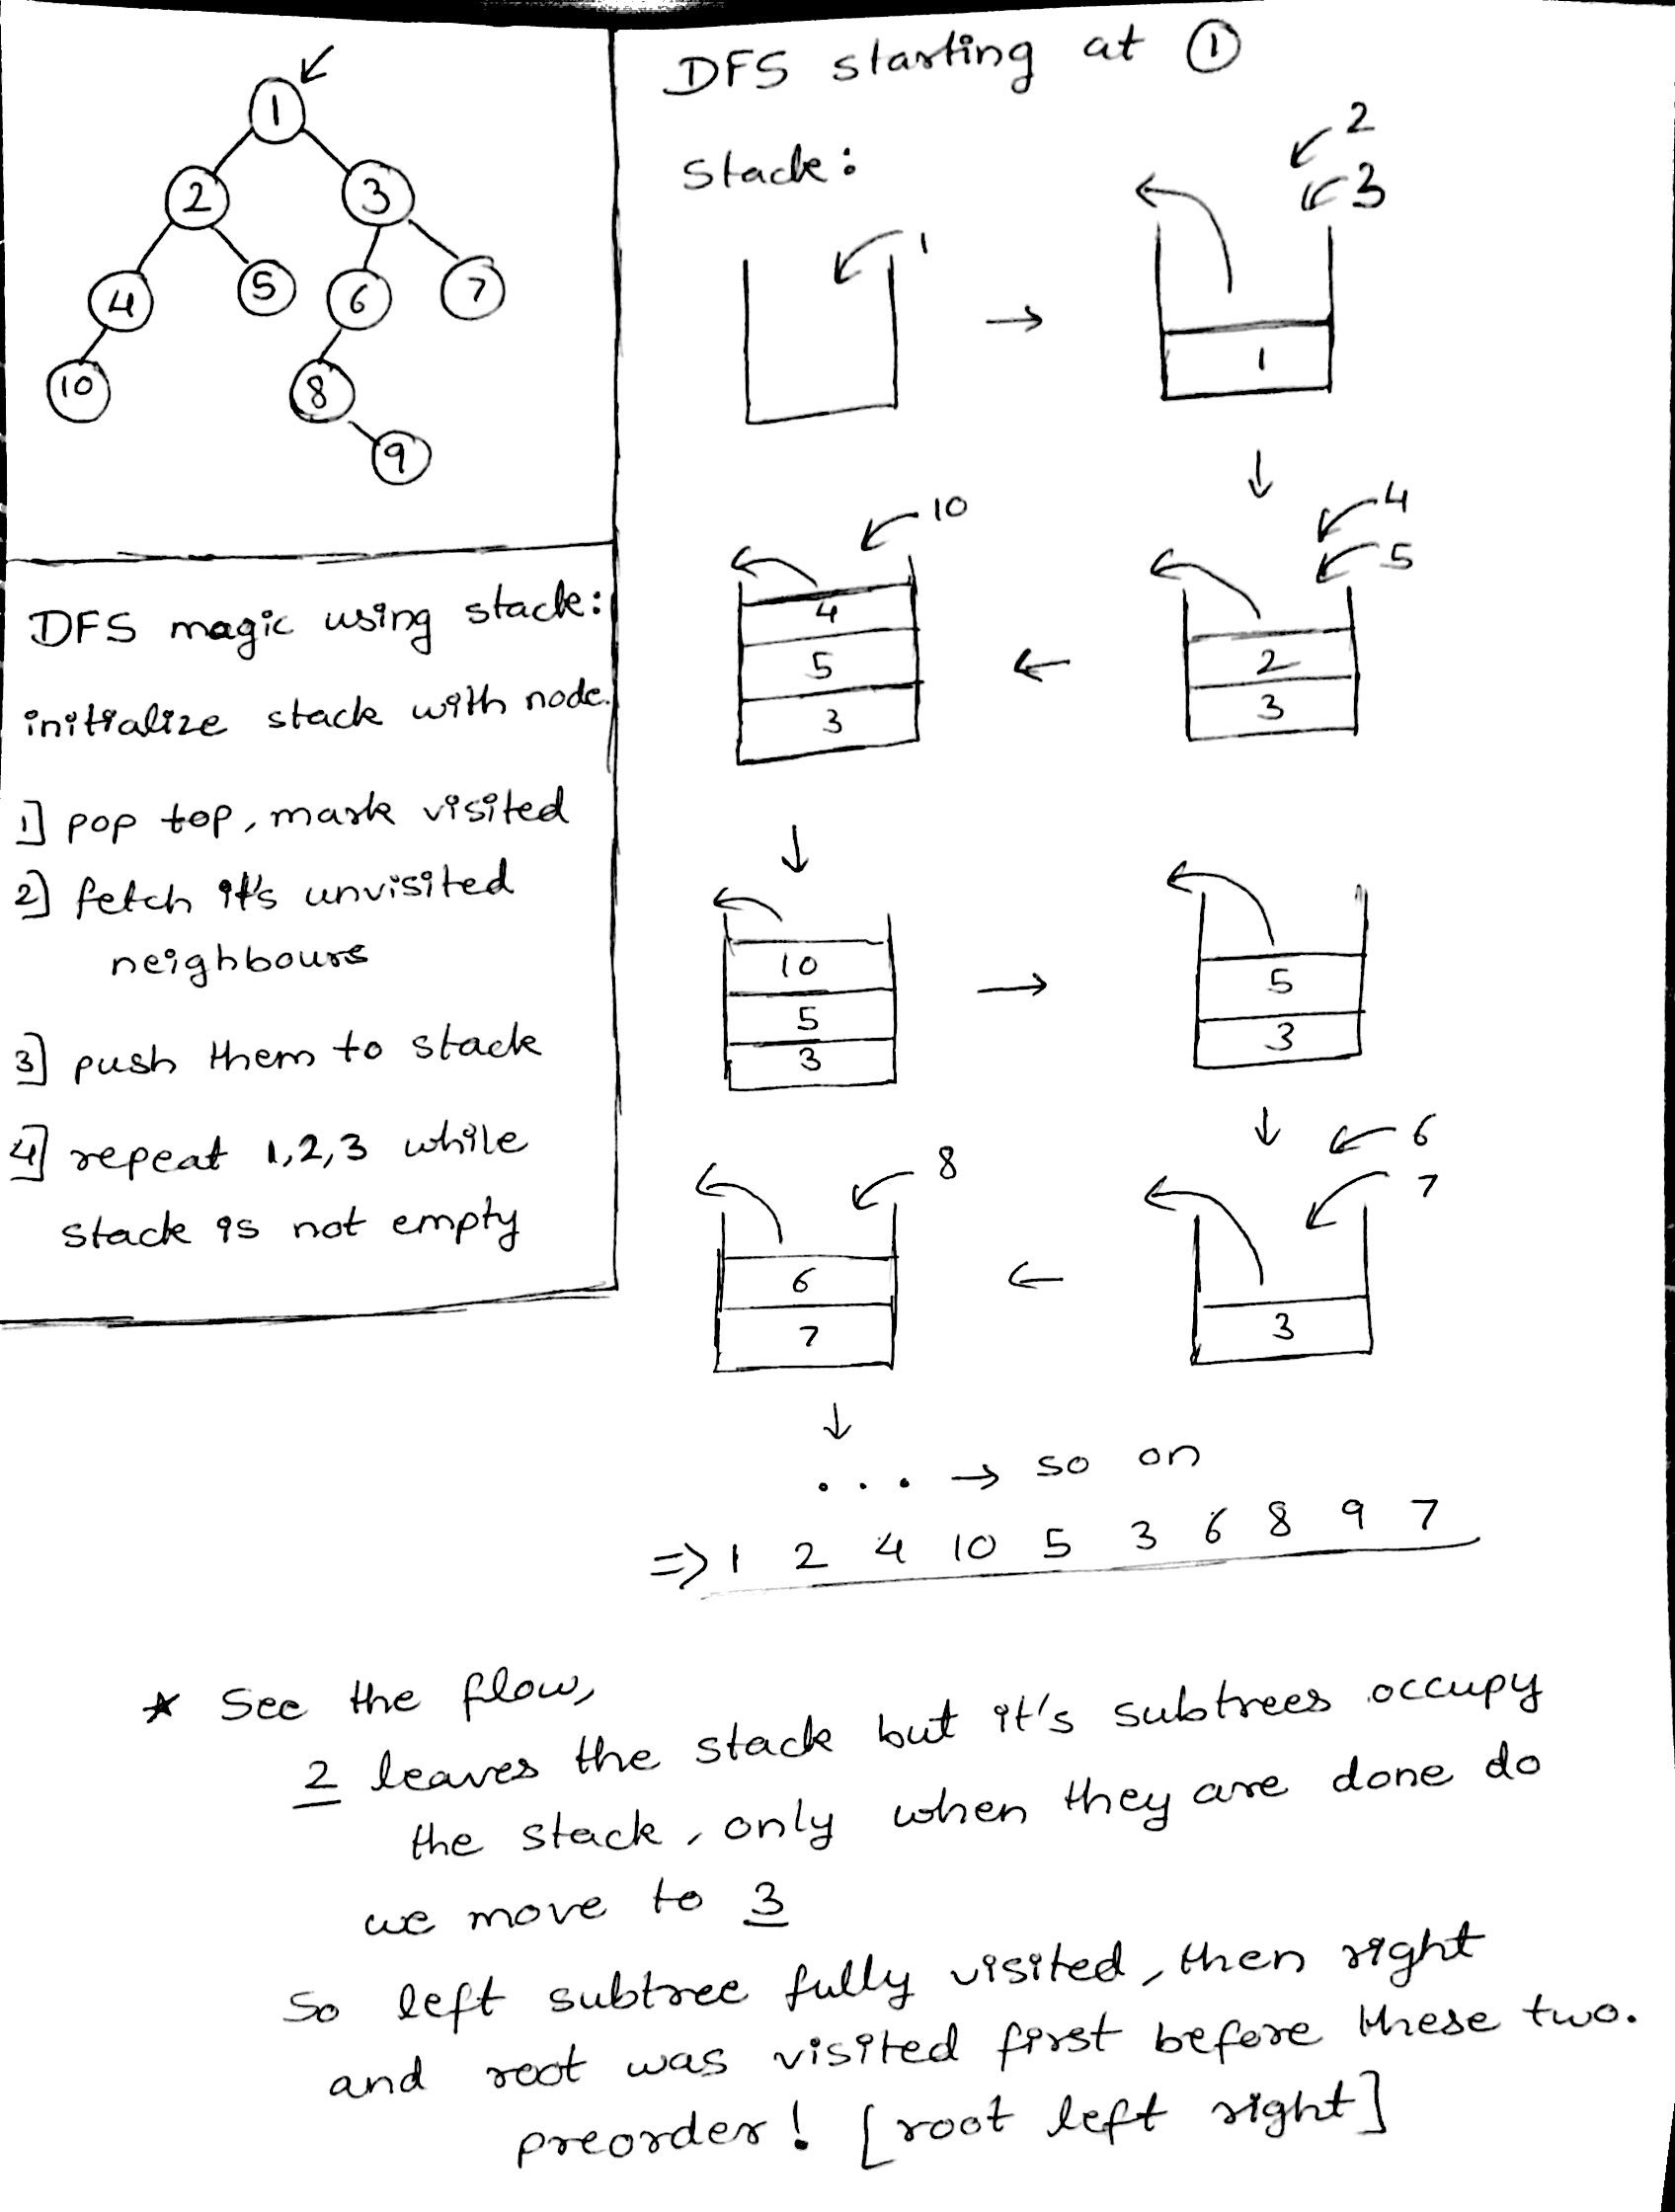 1
2 3
4 5 6 7
10 8
9
DFS magic using stack:
initialize stack with node.
1] pop top, mark visited
2] fetch it's unvisited
neighbours
3] push them to stack
4] repeat 1,2,3 while
stack is not empty
DFS starting at 1
stack:
1
2
3
1
4
5
2
3
10
4
5
3
10
5
3
5
3
6
7
3
8
6
7
... → so on
⇒ 1 2 4 10 5 3 6 8 9 7
* See the flow,
2 leaves the stack but it's subtrees occupy
the stack, only when they are done do
we move to 3
So left subtree fully visited, then right
and root was visited first before these two.
preorder! [root left right]